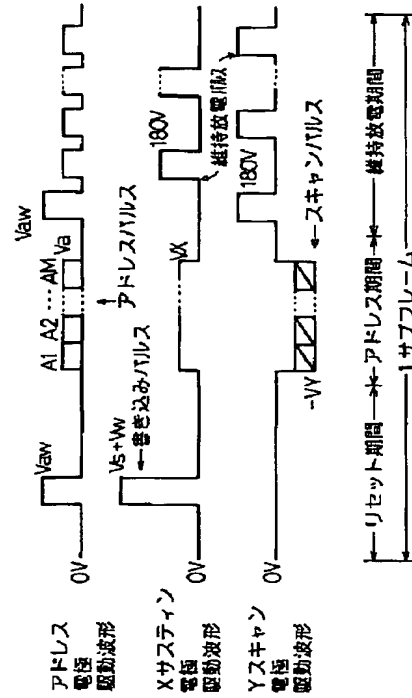 アドレス
電極
駆動波形
0V
Vaw
A1 A2 ‥‥ AM
Va
Vaw
アドレスパルス
Xサスティン
電極
駆動波形
0V
Vs+Vw
書き込みパルス
VX
180V
維持放電パルス
Yスキャン
電極
駆動波形
0V
-VY
180V
スキャンパルス
リセット期間
アドレス期間
維持放電期間
1サブフレーム